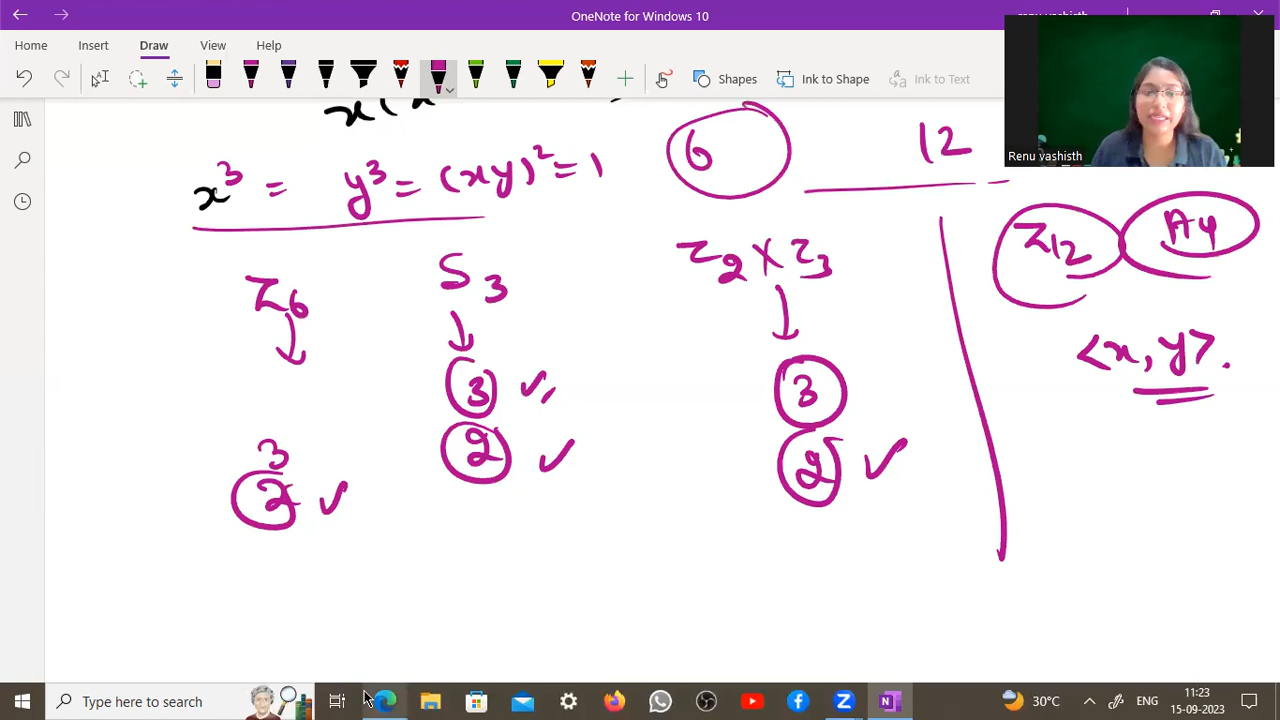 OneNote for Windows 10
renu vashisth
Home Insert Draw View Help
Shapes Ink to Shape Ink to Text
x(x
x³ = y³ = (xy)² = 1
6 12
Z6 S3 Z2 X Z3 Z12 A4
<x, y>.
3 ✓ 3
2 ✓ 2 ✓
3
2 ✓
Renu vashisth
Type here to search
30°C ENG 11:23
15-09-2023